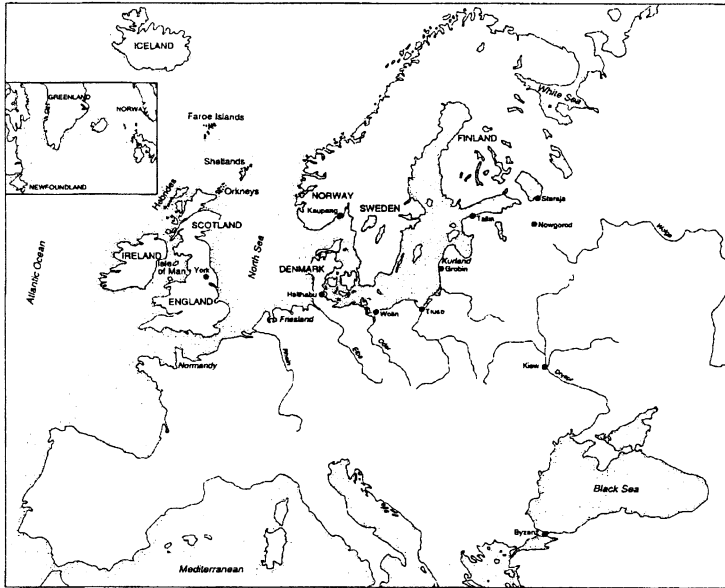 ICELAND
GREENLAND
NORWAY
NEWFOUNDLAND
White Sea
Faroe Islands
FINLAND
Shetlands
Hebrides
Orkneys
NORWAY
Staraja
Kaupang
SWEDEN
SCOTLAND
Nowgorod
Wolga
North Sea
Atlantic Ocean
IRELAND
Isle
of Man
York
Kurland
Grobin
DENMARK
Haithabu
ENGLAND
Wolin
Truso
Friesland
Rhein
Elbe
Oder
Normandy
Kiew
Dnjepr
Black Sea
Byzanz
Mediterranean